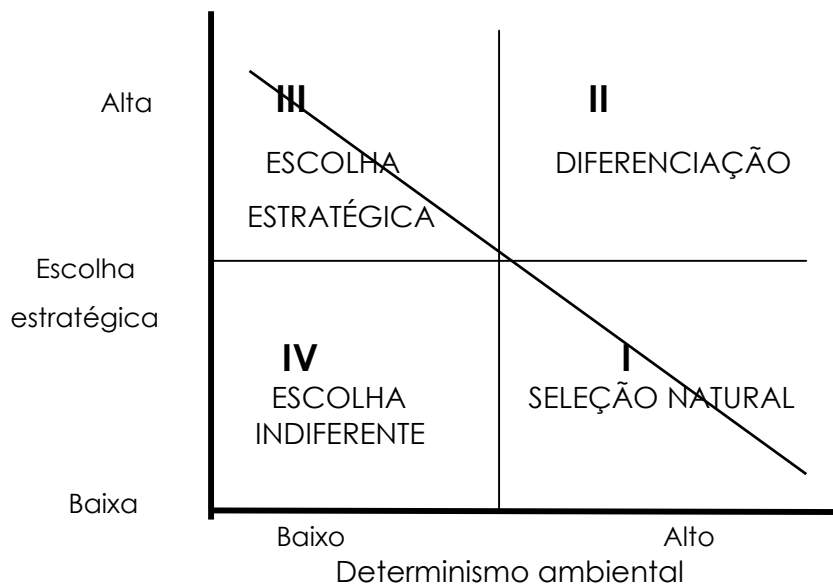 Alta
III
II
ESCOLHA
ESTRATÉGICA
DIFERENCIAÇÃO
Escolha
estratégica
IV
I
ESCOLHA
INDIFERENTE
SELEÇÃO NATURAL
Baixa
Baixo
Alto
Determinismo ambiental